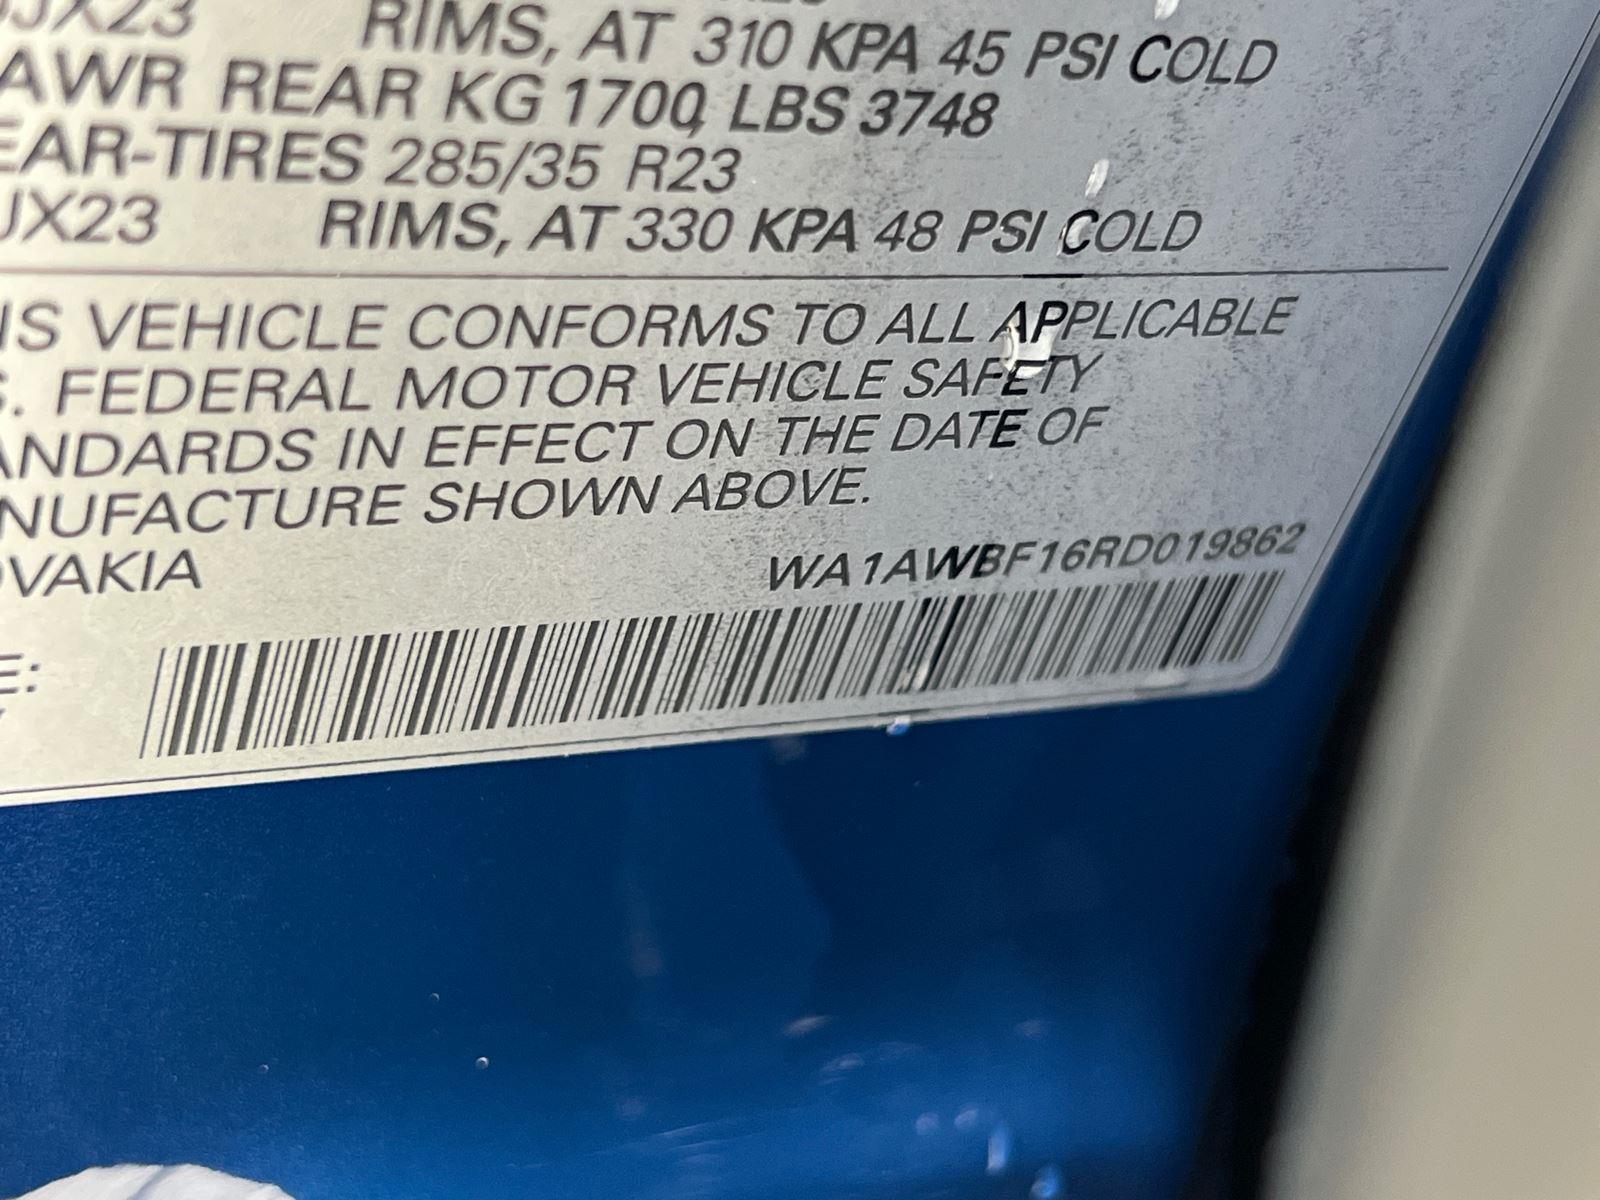 JX23 RIMS, AT 310 KPA 45 PSI COLD
AWR REAR KG 1700, LBS 3748
EAR-TIRES 285/35 R23
JX23 RIMS, AT 330 KPA 48 PSI COLD
IS VEHICLE CONFORMS TO ALL APPLICABLE
S. FEDERAL MOTOR VEHICLE SAFETY
ANDARDS IN EFFECT ON THE DATE OF
NUFACTURE SHOWN ABOVE.
OVAKIA WA1AWBF16RD019862
E: